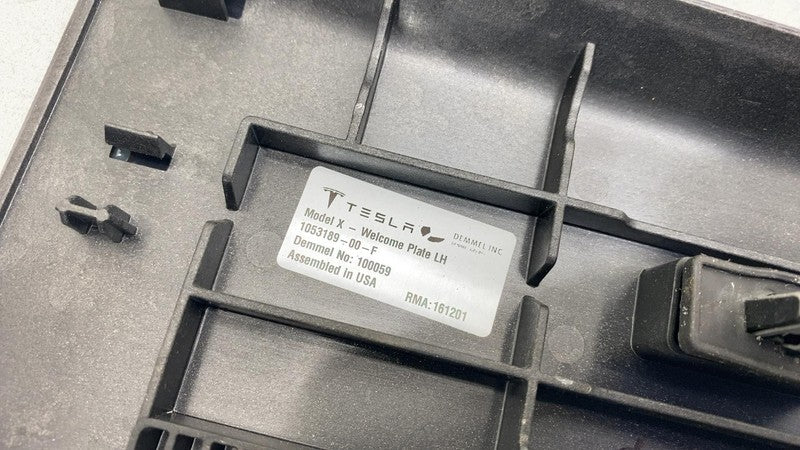 TESLA DEMMEL INC
Model X - Welcome Plate LH
1053189-00-F
Demmel No: 100059
Assembled in USA
RMA:161201